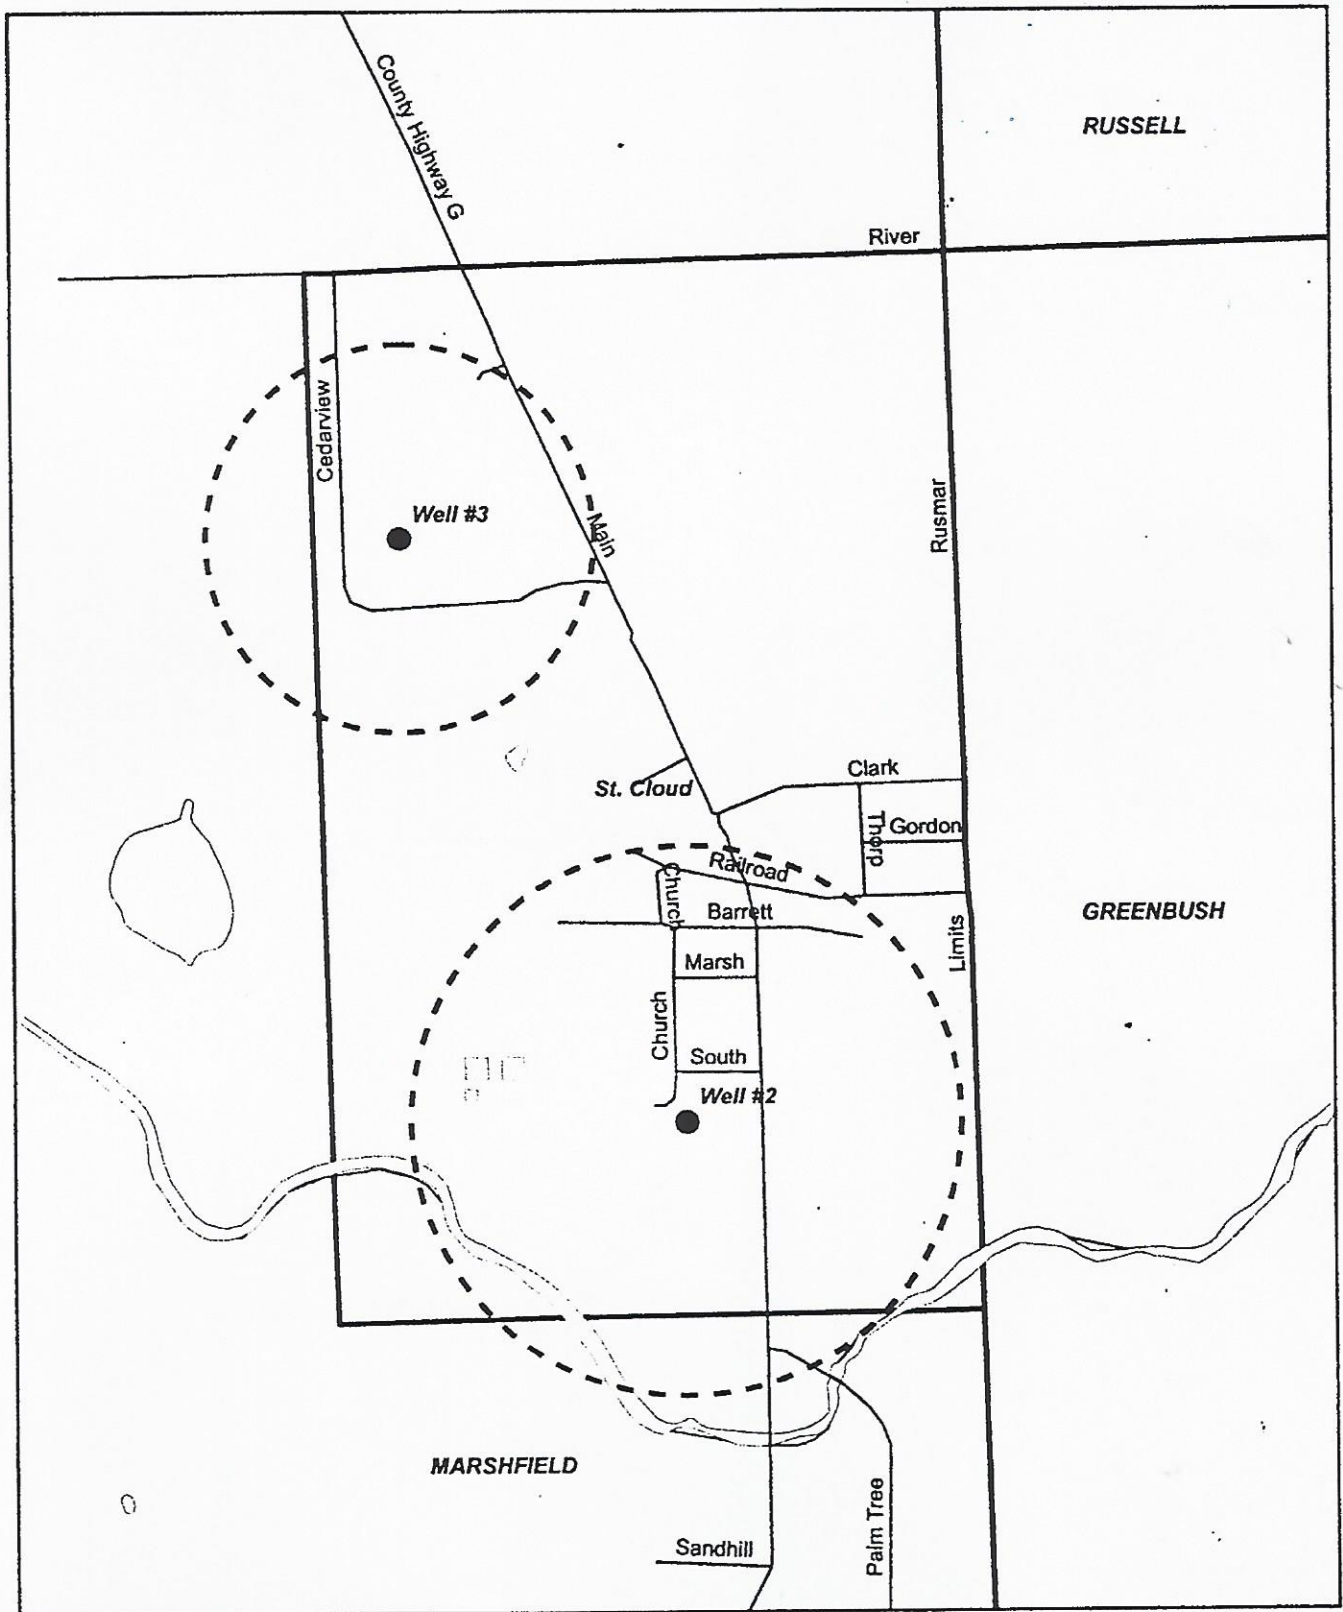 County Highway G
RUSSELL
River
Cedarview
Well #3
Main
Rusmar
St. Cloud
Clark
Thorp
Gordon
Railroad
Church
Barrett
GREENBUSH
Limits
Marsh
Church
South
Well #2
MARSHFIELD
Palm Tree
Sandhill